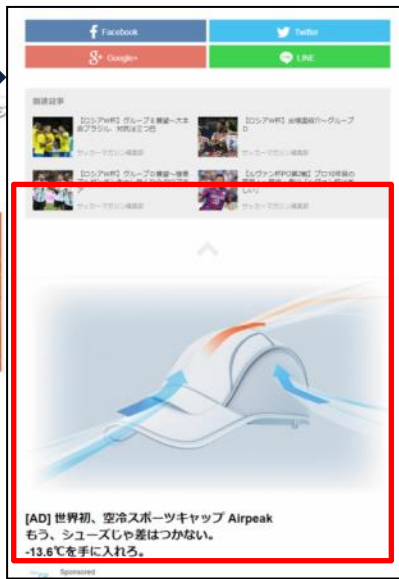 Facebook
Twitter
Google+
LINE
関連記事
【ロシアW杯】グループE展望～大本
命ブラジル 対抗は三つ巴
サッカーマガジン編集部
【ロシアW杯】出場国紹介～グループ
D
サッカーマガジン編集部
【ロシアW杯】グループD展望～
サッカーマガジン編集部
【ルヴァン杯PO第2戦】プロ10年目の
サッカーマガジン編集部
[AD] 世界初、空冷スポーツキャップ Airpeak
もう、シューズじゃ差はつかない。
-13.6℃を手に入れろ。
Sponsored